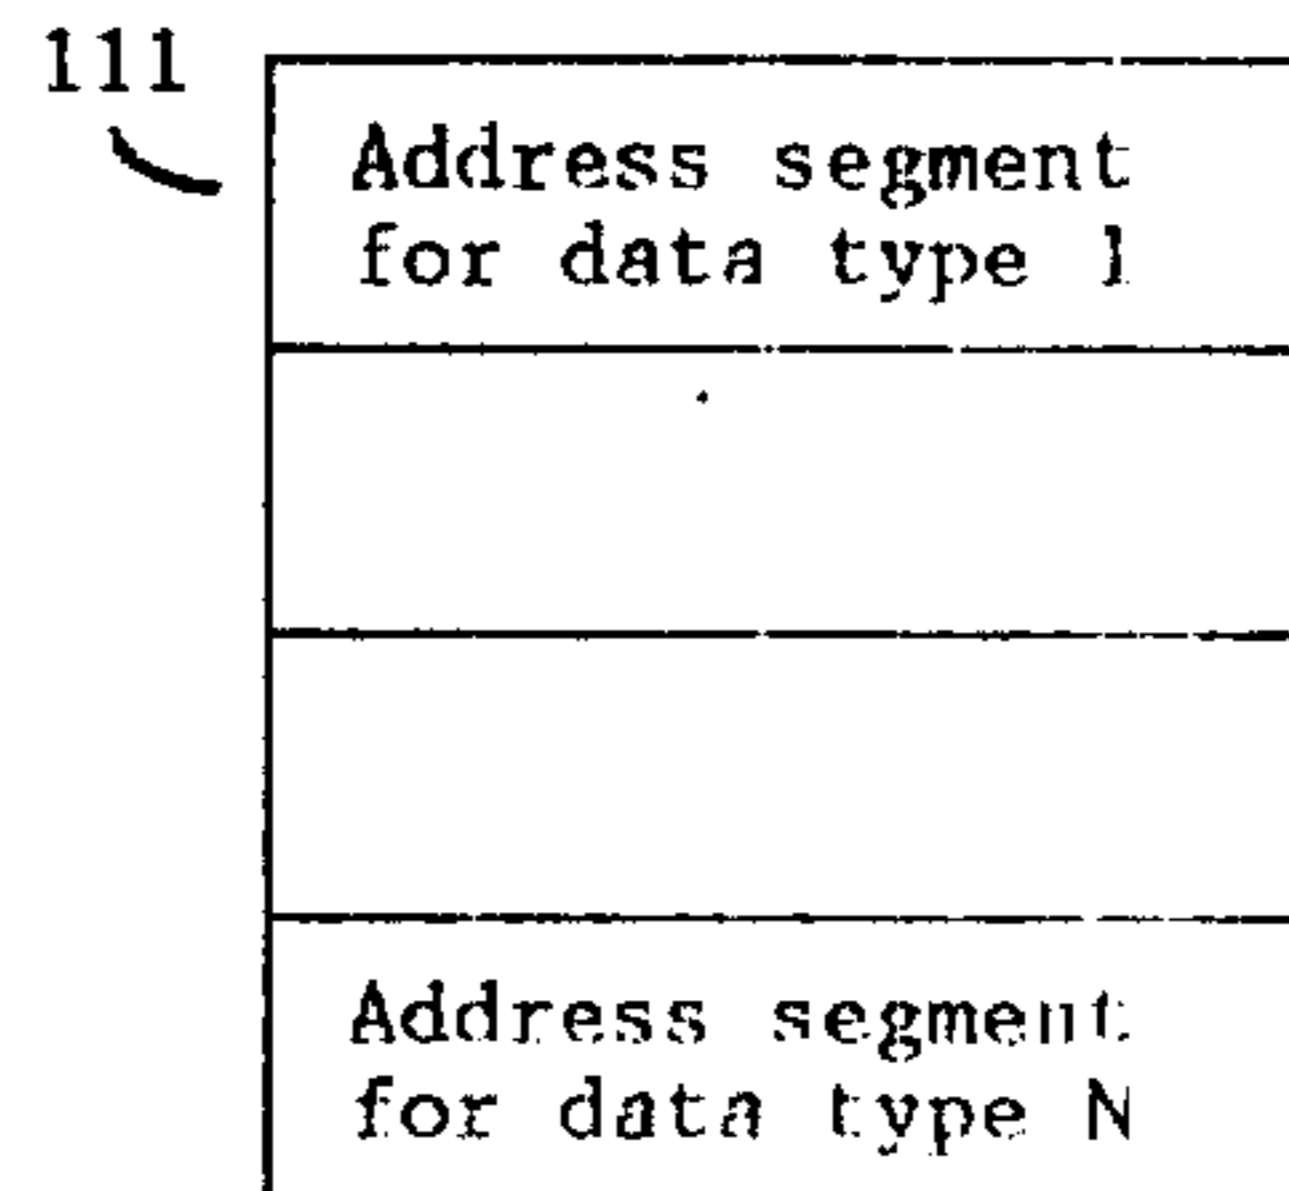 111
Address segment
for data type 1
Address segment
for data type N